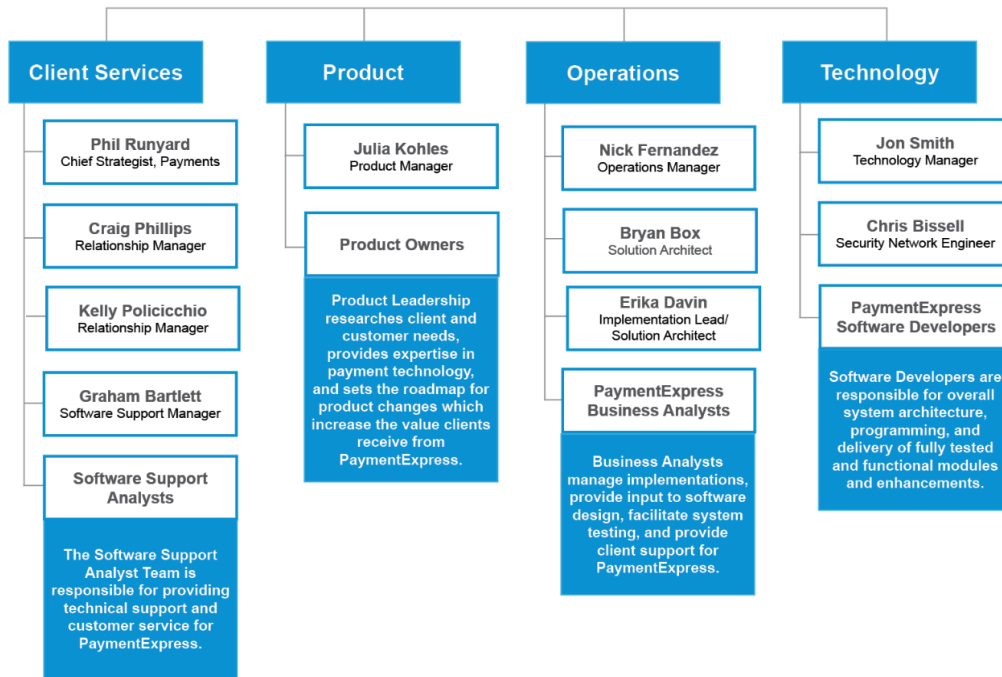 Client Services
Phil Runyard
Chief Strategist, Payments
Craig Phillips
Relationship Manager
Kelly Policicchio
Relationship Manager
Graham Bartlett
Software Support Manager
Software Support
Analysts
The Software Support
Analyst Team is
responsible for providing
technical support and
customer service for
PaymentExpress.
Product
Julia Kohles
Product Manager
Product Owners
Product Leadership
researches client and
customer needs,
provides expertise in
payment technology,
and sets the roadmap for
product changes which
increase the value clients
receive from
PaymentExpress.
Operations
Nick Fernandez
Operations Manager
Bryan Box
Solution Architect
Erika Davin
Implementation Lead/
Solution Architect
PaymentExpress
Business Analysts
Business Analysts
manage implementations,
provide input to software
design, facilitate system
testing, and provide
client support for
PaymentExpress.
Technology
Jon Smith
Technology Manager
Chris Bissell
Security Network Engineer
PaymentExpress
Software Developers
Software Developers are
responsible for overall
system architecture,
programming, and
delivery of fully tested
and functional modules
and enhancements.